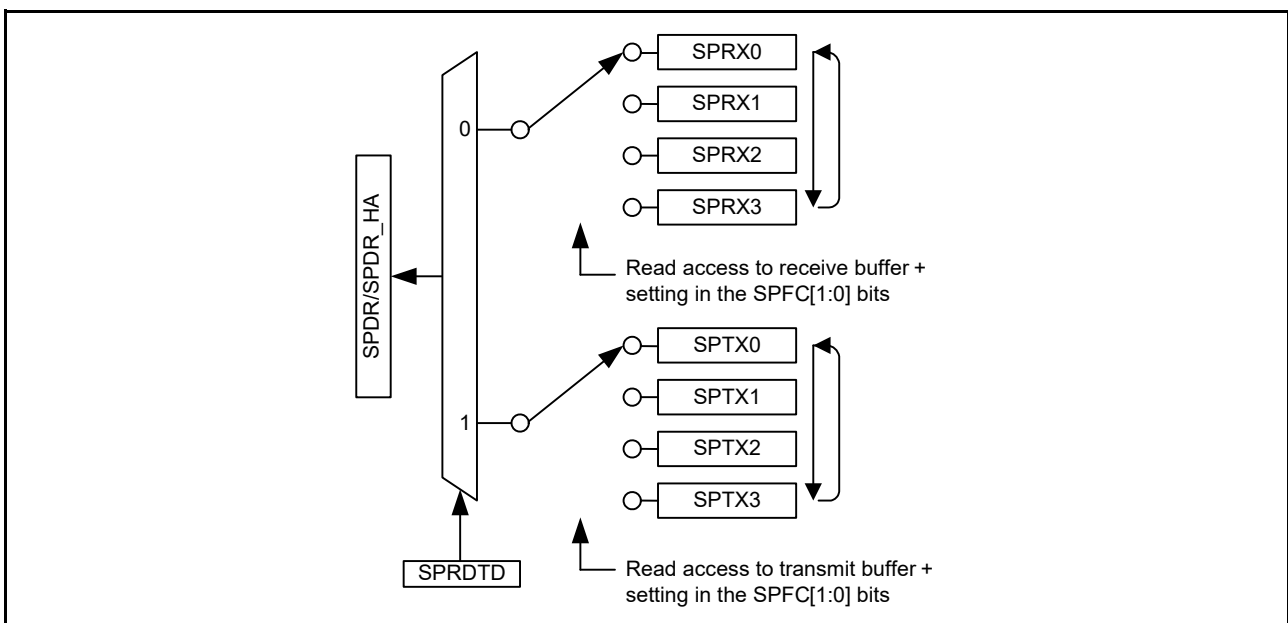 SPRX0
SPRX1
0
SPRX2
SPRX3
SPDR/SPDR_HA
Read access to receive buffer +
setting in the SPFC[1:0] bits
SPTX0
SPTX1
1
SPTX2
SPTX3
SPRDTD
Read access to transmit buffer +
setting in the SPFC[1:0] bits